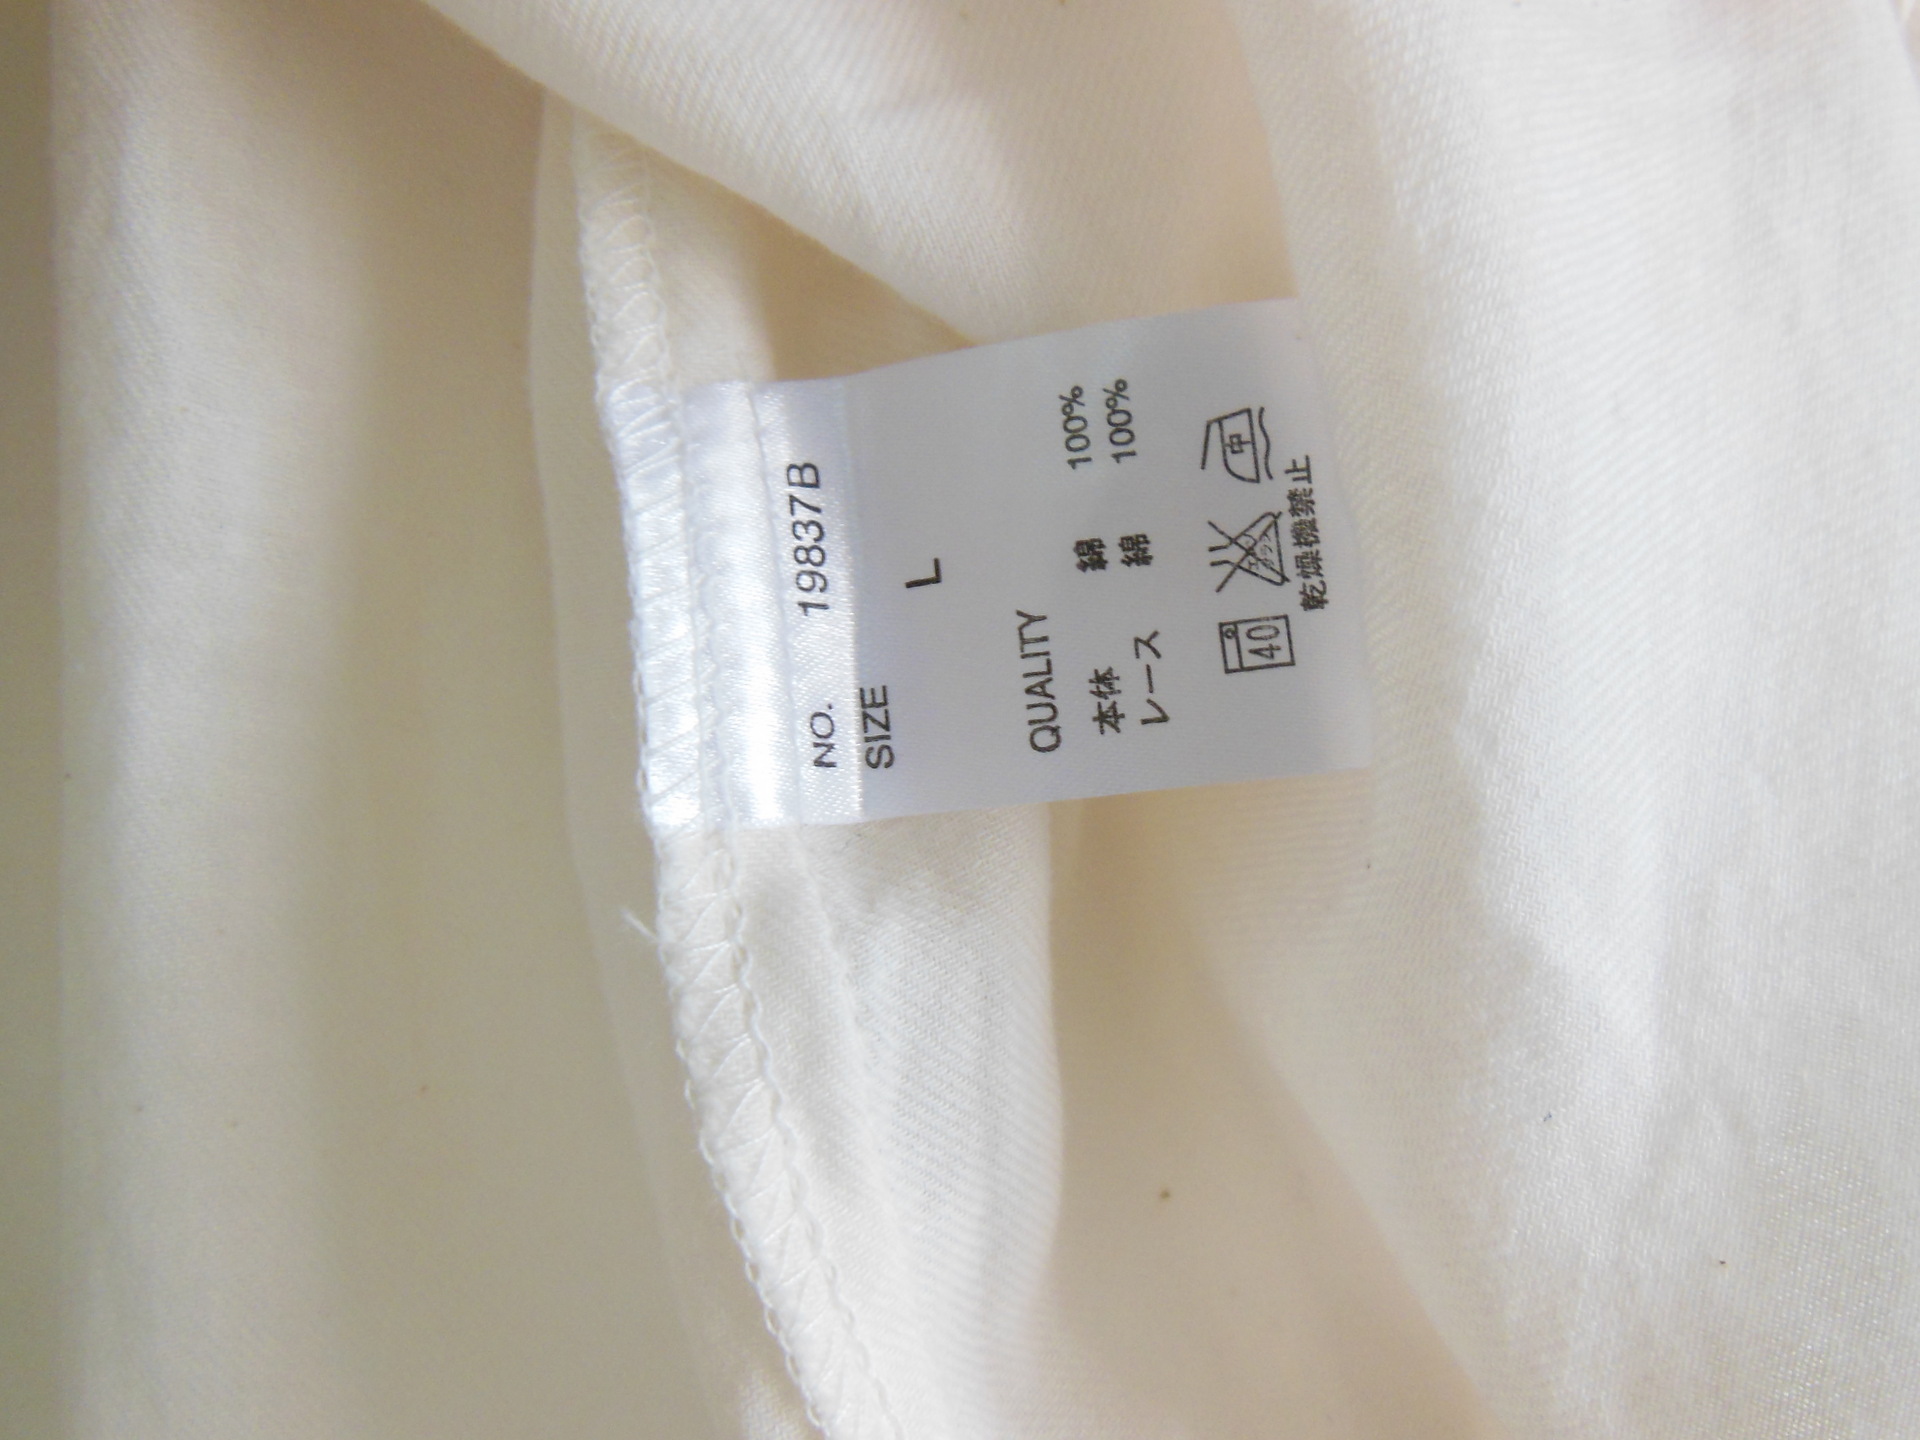 NO. 19837B
SIZE
L
QUALITY
本体 綿 100%
レース 綿 100%
40 中
乾燥機禁止